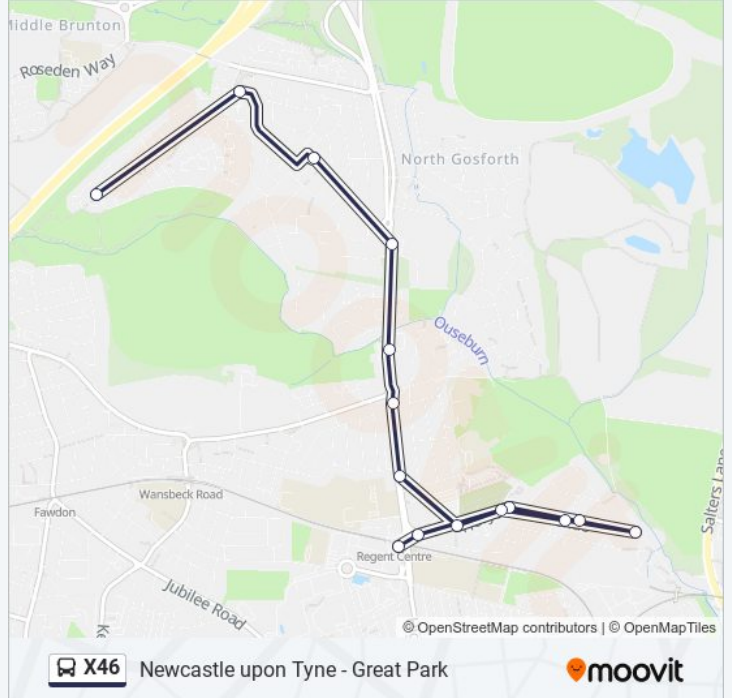 Middle Brunton
Roseden Way
North Gosforth
Ouseburn
Wansbeck Road
Fawdon
Salters Lane
Regent Centre
Jubilee Road
© OpenStreetMap contributors | © OpenMapTiles
X46 Newcastle upon Tyne - Great Park
moovit